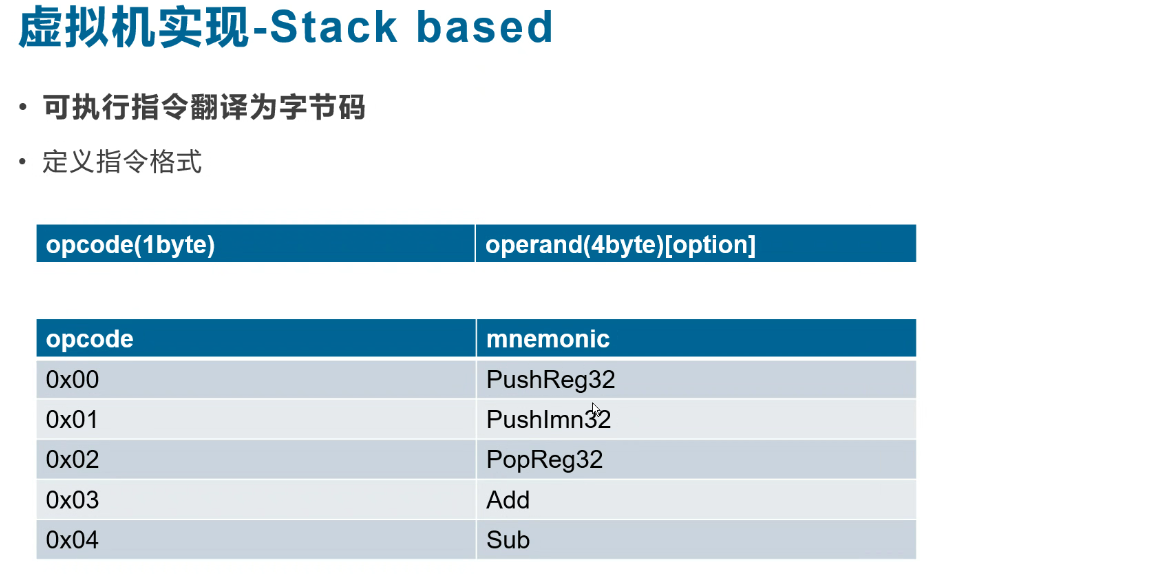 虚拟机实现-Stack based
• 可执行指令翻译为字节码
• 定义指令格式
opcode(1byte) operand(4byte)[option]
opcode mnemonic
0x00 PushReg32
0x01 PushImn32
0x02 PopReg32
0x03 Add
0x04 Sub